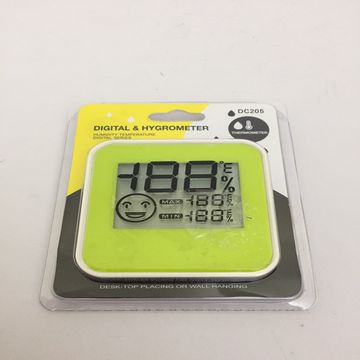 DC205
DIGITAL & HYGROMETER
HUMIDITY TEMPERATURE
DIGITAL SERIES
THERMOMETER
-188
%
MAX -188
MIN -188
DESK-TOP PLACING OR WALL HANGING